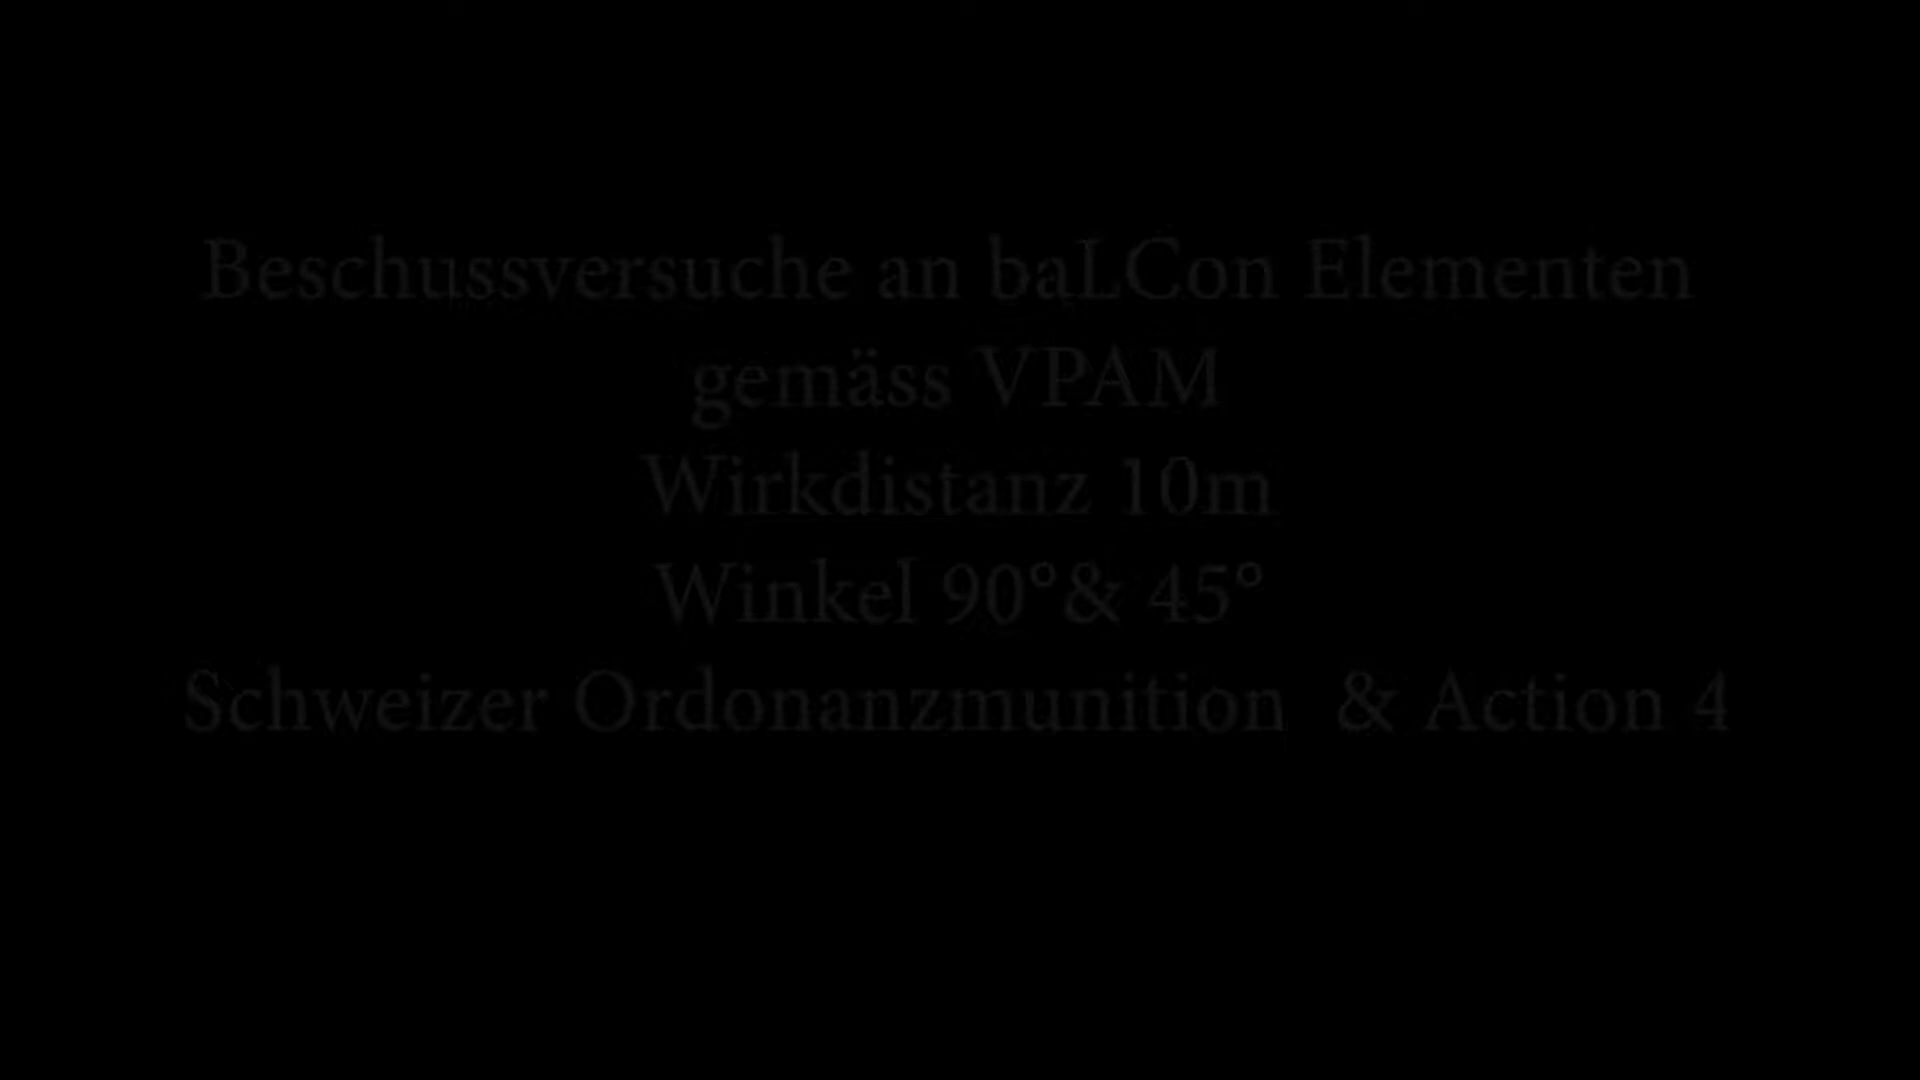 Beschussversuche an baLCon Elementen
gemäss VPAM
Wirkdistanz 10m
Winkel 90°& 45°
Schweizer Ordonanzmunition & Action 4